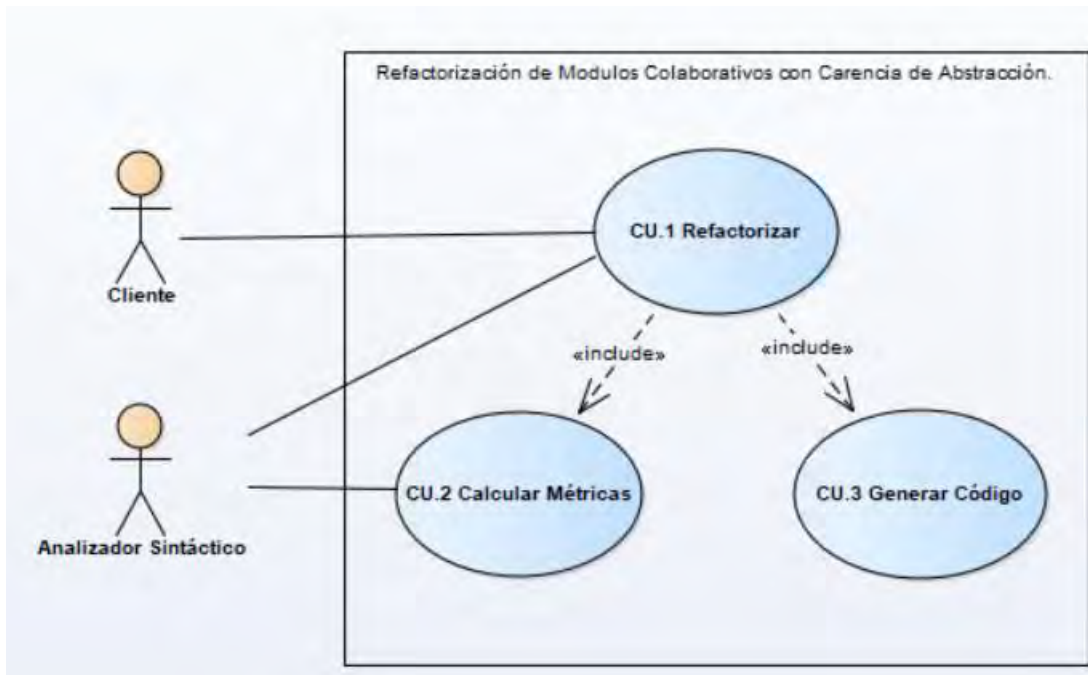 Refactorización de Modulos Colaborativos con Carencia de Abstracción.
CU.1 Refactorizar
Cliente
«include»
«include»
CU.2 Calcular Métricas
CU.3 Generar Código
Analizador Sintáctico